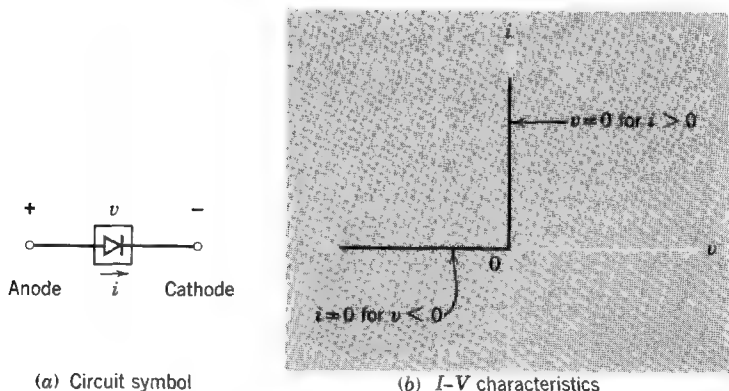 + v −
Anode i Cathode
(a) Circuit symbol
i
v = 0 for i > 0
0 v
i = 0 for v < 0
(b) I–V characteristics